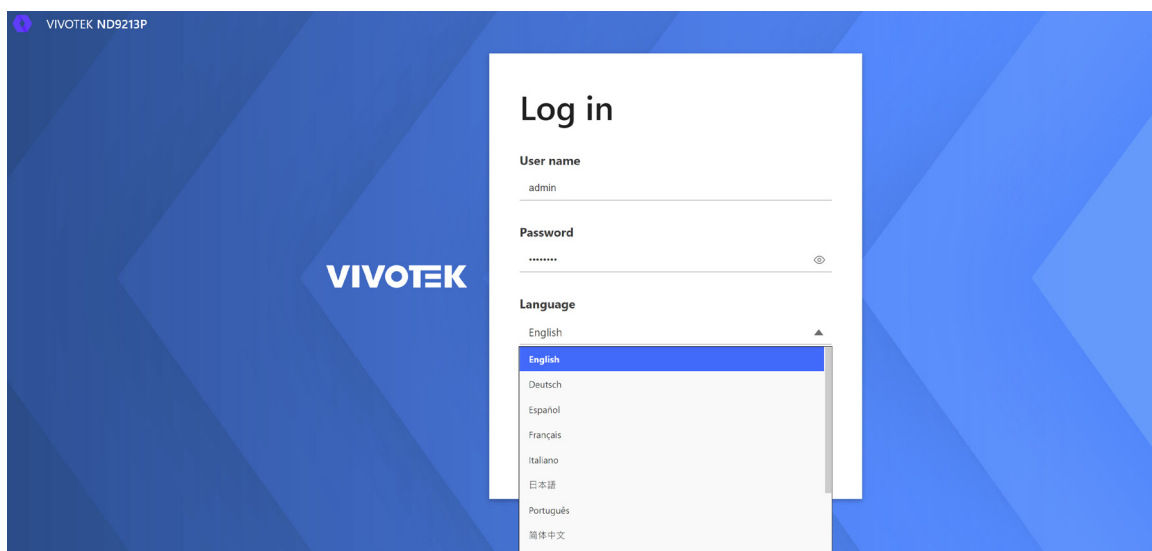 VIVOTEK ND9213P
Log in
User name
admin
Password
••••••••
VIVOTEK
Language
English
English
Deutsch
Español
Français
Italiano
日本語
Português
简体中文